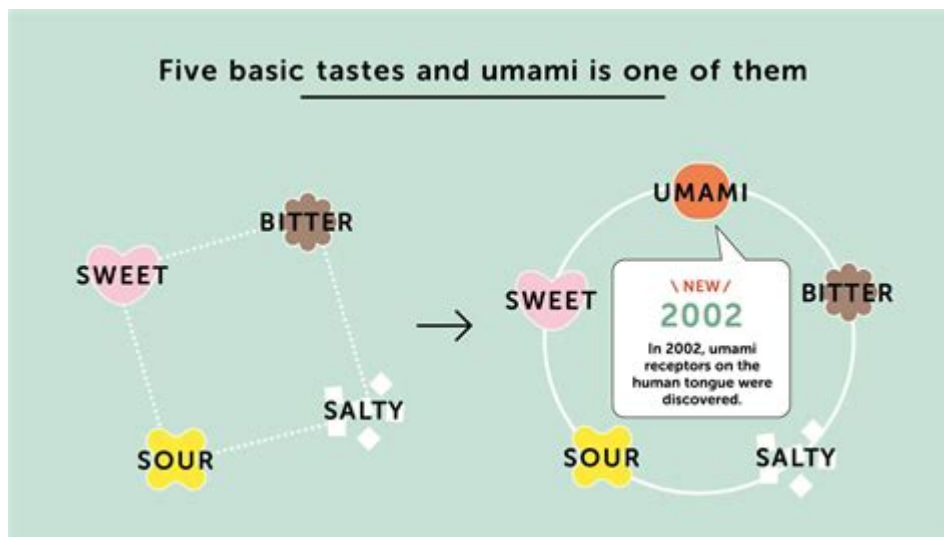 Five basic tastes and umami is one of them
BITTER
SWEET
SALTY
SOUR
UMAMI
SWEET
BITTER
\ NEW /
2002
In 2002, umami
receptors on the
human tongue were
discovered.
SOUR
SALTY